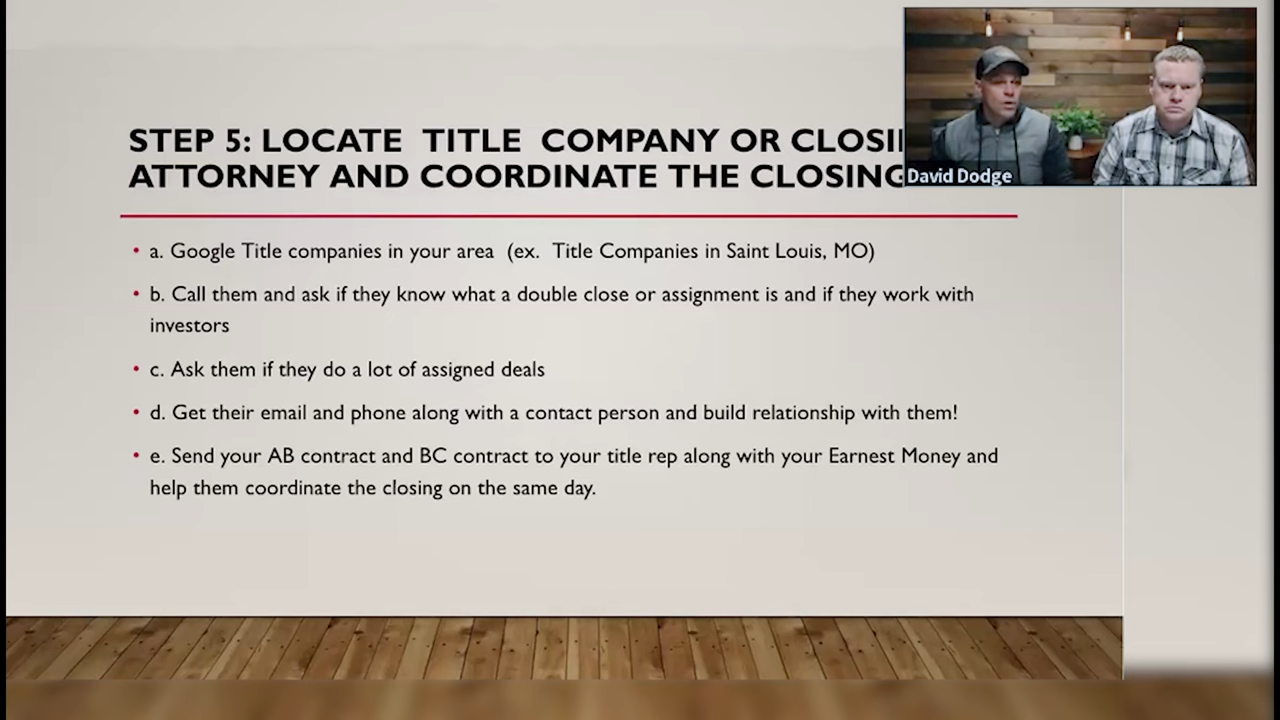 STEP 5: LOCATE TITLE COMPANY OR
ATTORNEY AND COORDINATE THE CLOSING
David Dodge
• a. Google Title companies in your area (ex. Title Companies in Saint Louis, MO)
• b. Call them and ask if they know what a double close or assignment is and if they work with
investors
• c. Ask them if they do a lot of assigned deals
• d. Get their email and phone along with a contact person and build relationship with them!
• e. Send your AB contract and BC contract to your title rep along with your Earnest Money and
help them coordinate the closing on the same day.